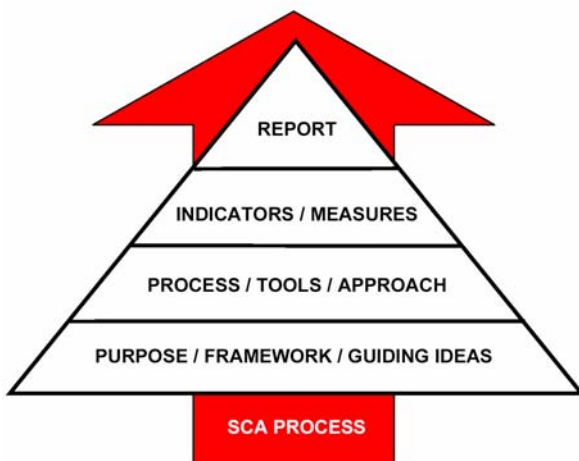 REPORT
INDICATORS / MEASURES
PROCESS / TOOLS / APPROACH
PURPOSE / FRAMEWORK / GUIDING IDEAS
SCA PROCESS